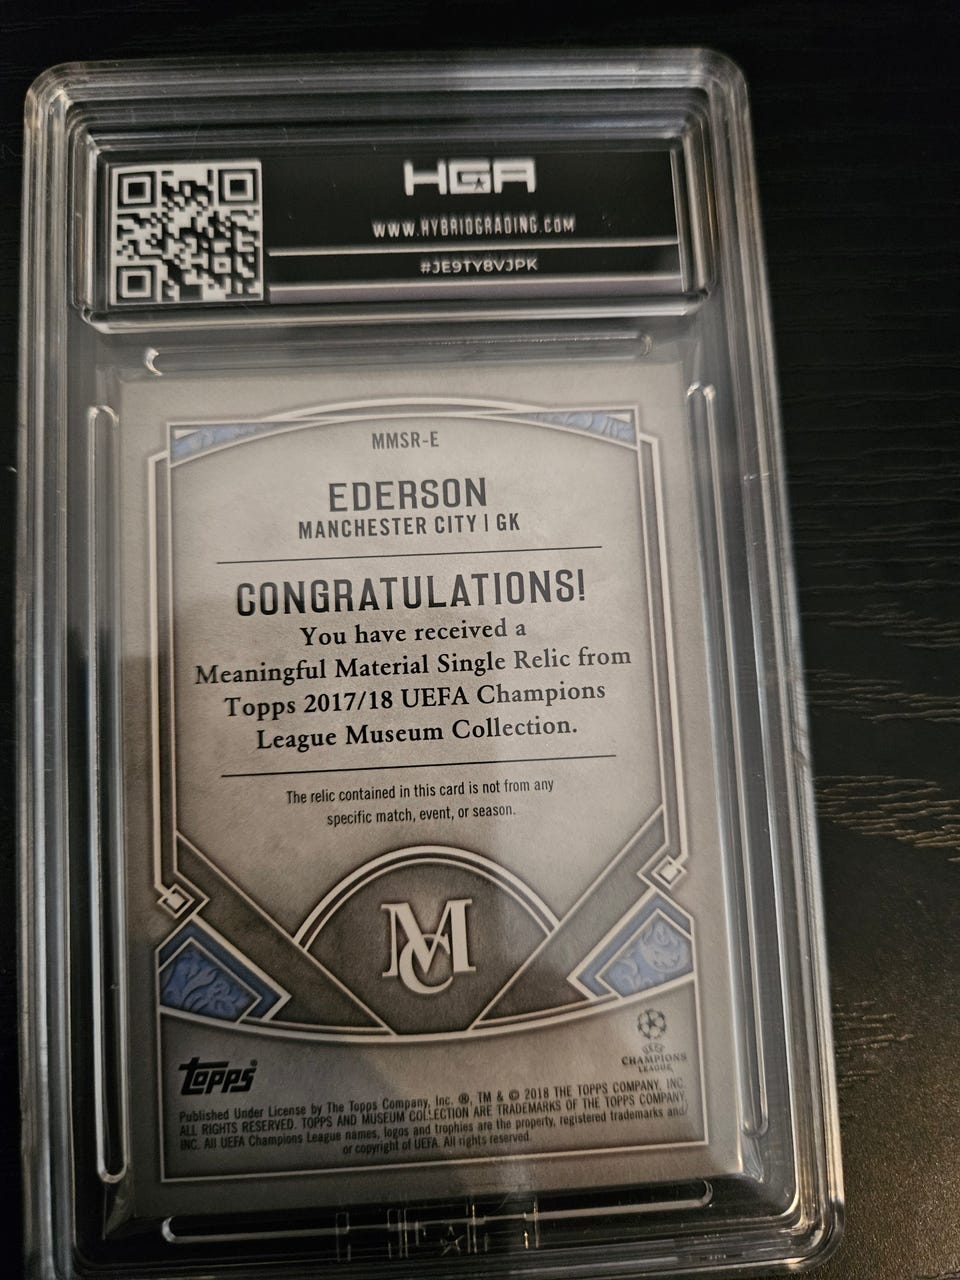 HGA
WWW.HYBRIDGRADING.COM
#JE9TY8VJPK
MMSR-E
EDERSON
MANCHESTER CITY | GK
CONGRATULATIONS!
You have received a
Meaningful Material Single Relic from
Topps 2017/18 UEFA Champions
League Museum Collection.
The relic contained in this card is not from any
specific match, event, or season.
MC
UEFA
CHAMPIONS
LEAGUE
Topps®
Published Under License by The Topps Company, Inc. ®, TM & © 2018 THE TOPPS COMPANY, INC.
ALL RIGHTS RESERVED. TOPPS AND MUSEUM COLLECTION ARE TRADEMARKS OF THE TOPPS COMPANY,
INC. All UEFA Champions League names, logos and trophies are the property, registered trademarks and/
or copyright of UEFA. All rights reserved.
HGA